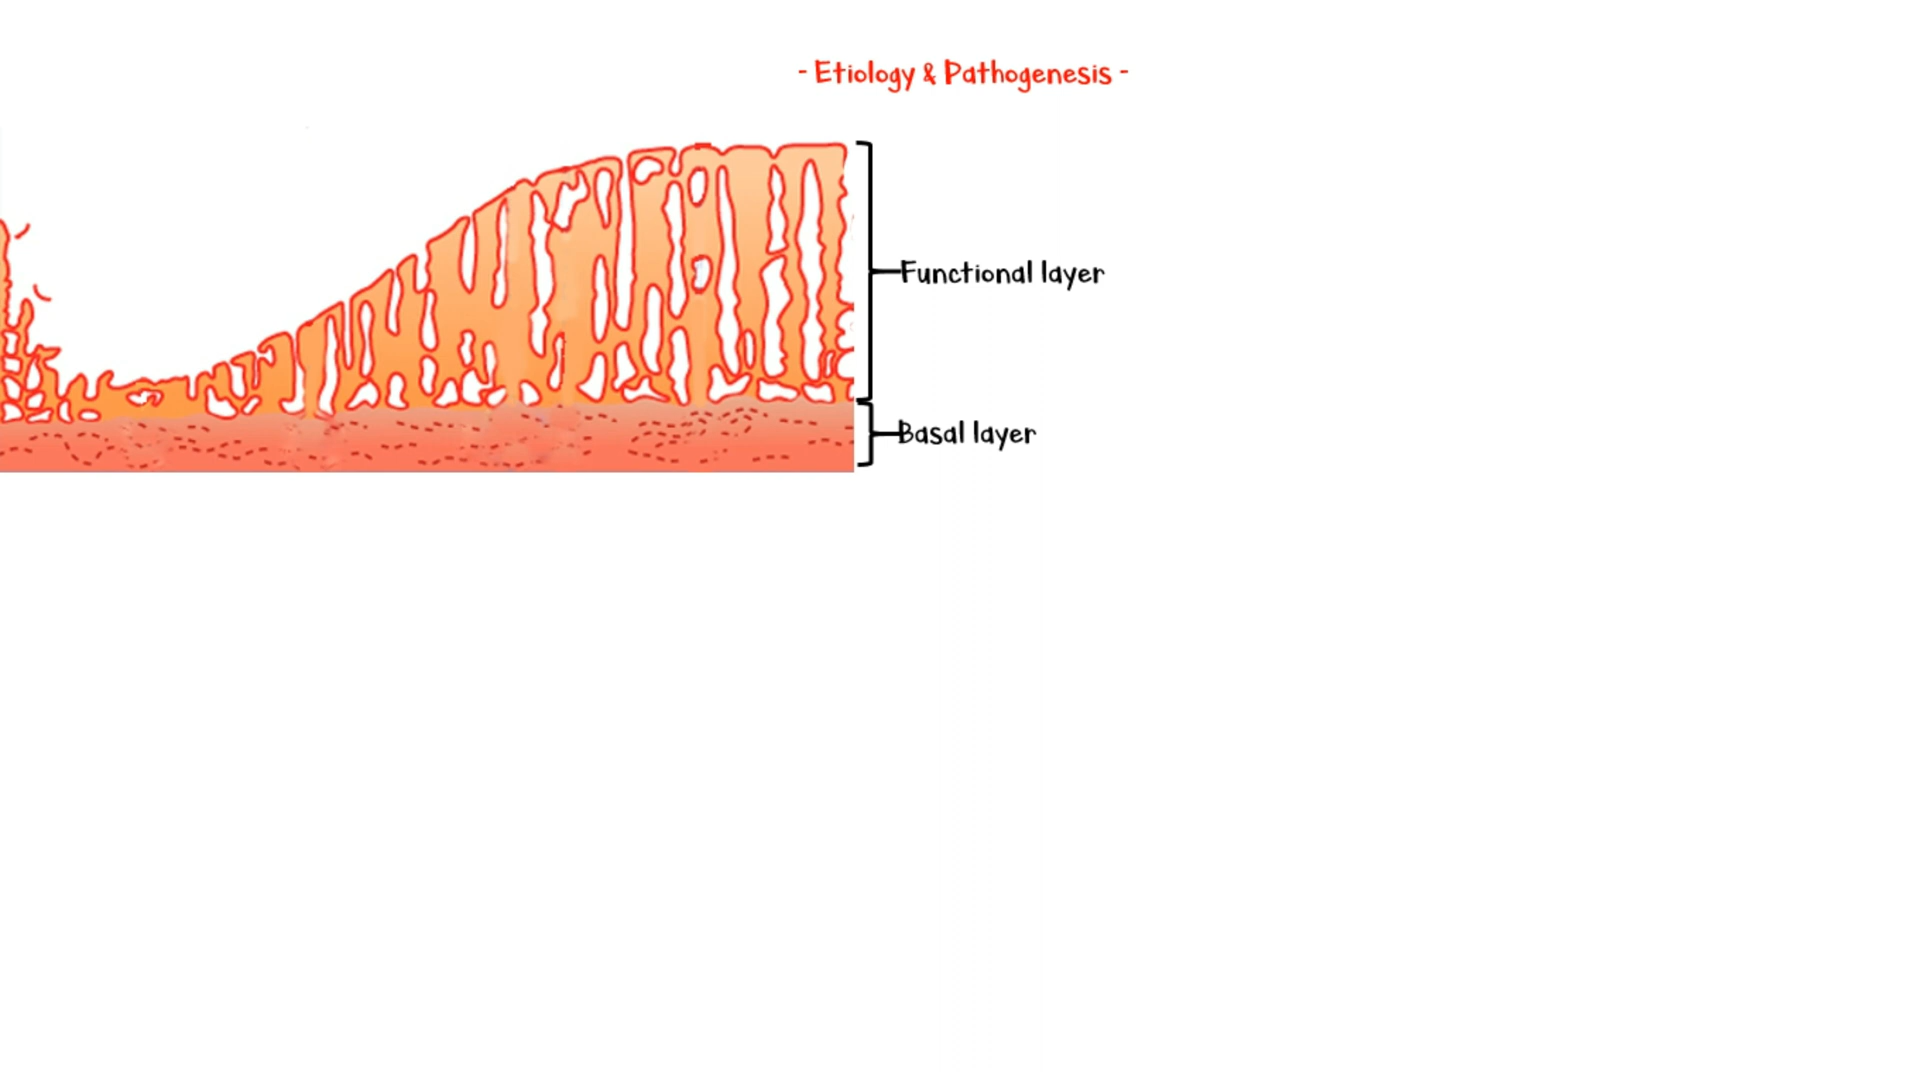 - Etiology & Pathogenesis -
Functional layer
Basal layer